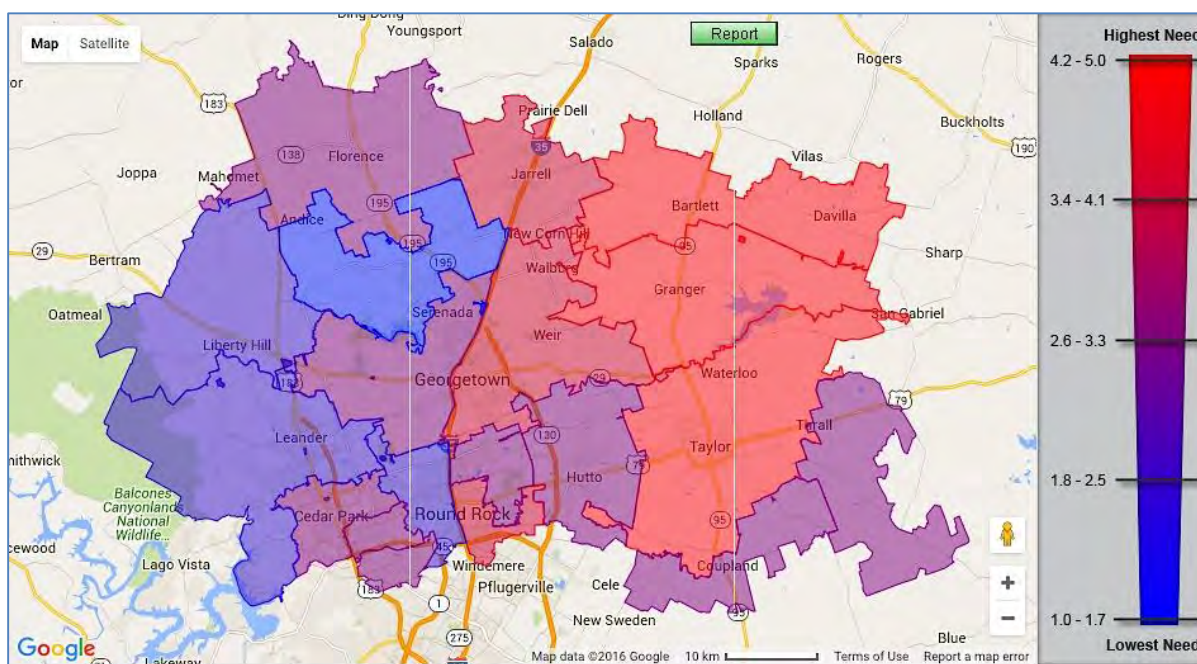 Ding Dong
Youngsport
Map Satellite
Report
Salado
Highest Need
4.2 - 5.0
Sparks
Rogers
183
Prairie Dell
Holland
Buckholts
190
138
Florence
35
Vilas
Joppa
Mahomet
Jarrell
195
Andice
Bartlett
Davilla
3.4 - 4.1
New Corn Hill
29
195
195
95
Sharp
Bertram
Walburg
Granger
Oatmeal
Serenada
San Gabriel
Liberty Hill
Weir
2.6 - 3.3
Georgetown
29
Waterloo
183
79
Leander
130
Thrall
mithwick
Taylor
Hutto
79
1.8 - 2.5
Balcones
Canyonland
National
Wildlife...
Cedar Park
Round Rock
95
cewood
45
Lago Vista
Windemere
Coupland
183
Pflugerville
Cele
1
New Sweden
95
1.0 - 1.7
275
Blue
Lowest Need
Google
Lakeway
Map data ©2016 Google
10 km
Terms of Use
Report a map error